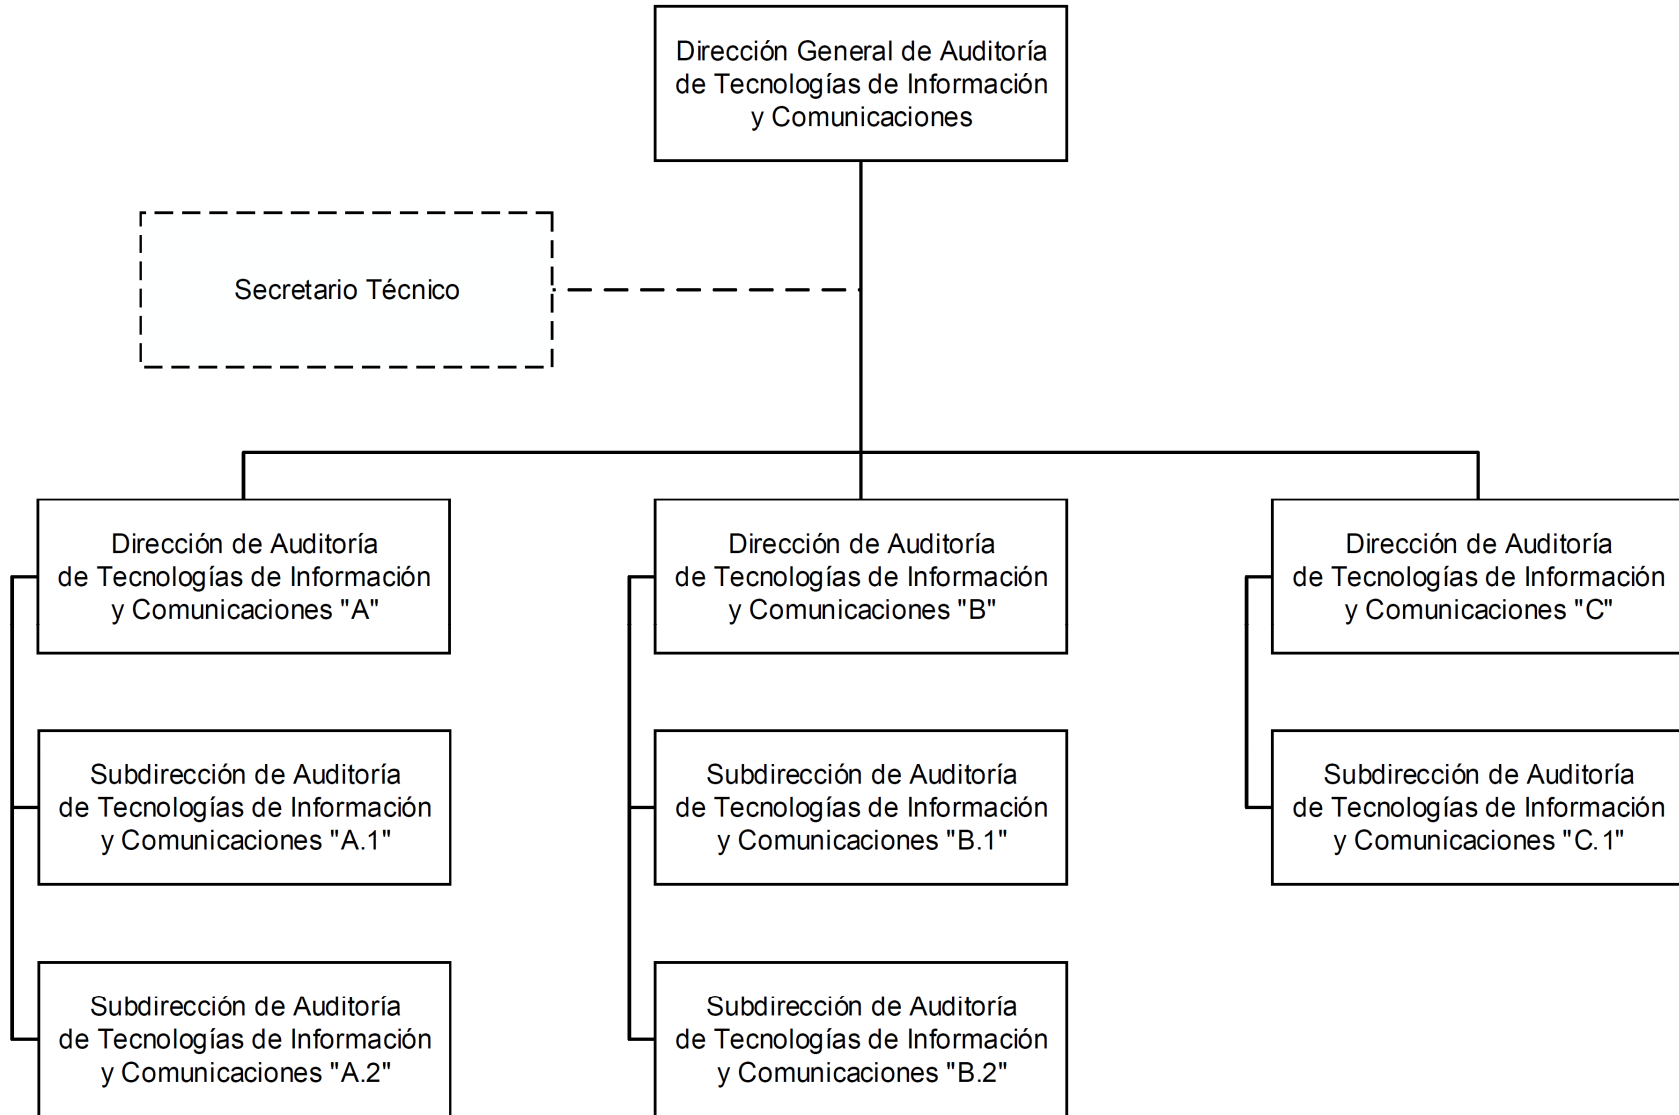 Dirección General de Auditoría
de Tecnologías de Información
y Comunicaciones
Secretario Técnico
Dirección de Auditoría
de Tecnologías de Información
y Comunicaciones "A"
Dirección de Auditoría
de Tecnologías de Información
y Comunicaciones "B"
Dirección de Auditoría
de Tecnologías de Información
y Comunicaciones "C"
Subdirección de Auditoría
de Tecnologías de Información
y Comunicaciones "A.1"
Subdirección de Auditoría
de Tecnologías de Información
y Comunicaciones "B.1"
Subdirección de Auditoría
de Tecnologías de Información
y Comunicaciones "C.1"
Subdirección de Auditoría
de Tecnologías de Información
y Comunicaciones "A.2"
Subdirección de Auditoría
de Tecnologías de Información
y Comunicaciones "B.2"